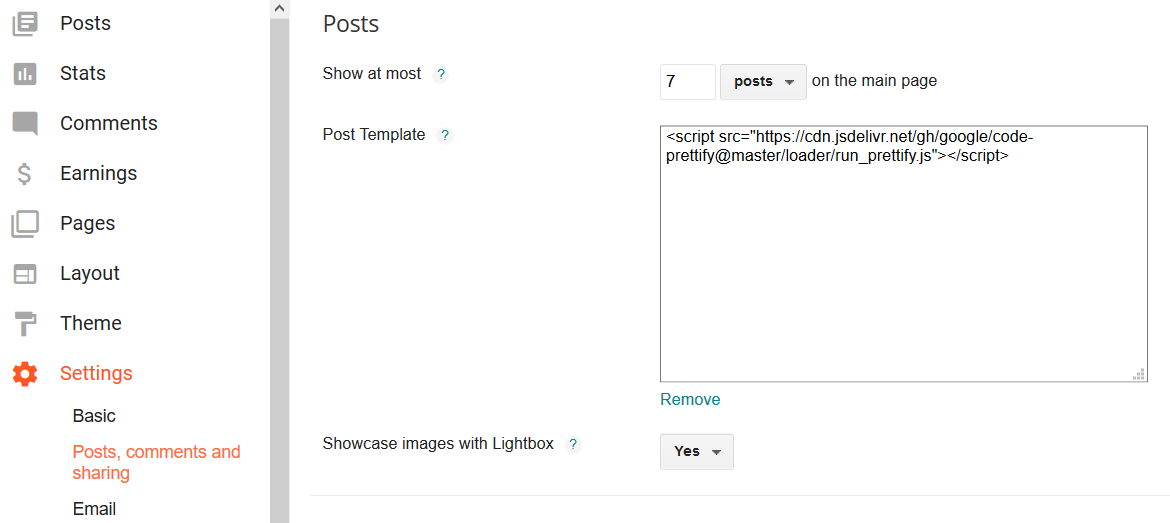 Posts
Stats
Comments
Earnings
Pages
Layout
Theme
Settings
Basic
Posts, comments and
sharing
Email
Posts
Show at most ?
7 posts on the main page
Post Template ?
<script src="https://cdn.jsdelivr.net/gh/google/code-
prettify@master/loader/run_prettify.js"></script>
Remove
Showcase images with Lightbox ?
Yes